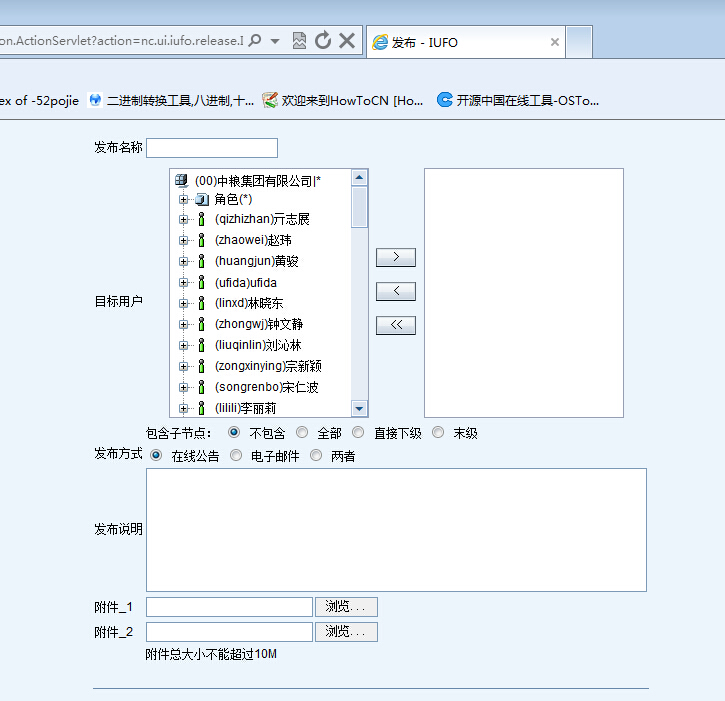 on.ActionServlet?action=nc.ui.iufo.release.I
发布 - IUFO
ex of -52pojie
二进制转换工具,八进制,十...
欢迎来到HowToCN [Ho...
开源中国在线工具-OSTo...
发布名称
(00)中粮集团有限公司|*
角色(*)
(qizhizhan)亓志展
(zhaowei)赵玮
(huangjun)黄骏
(ufida)ufida
目标用户
(linxd)林晓东
(zhongwj)钟文静
(liuqinlin)刘沁林
(zongxinying)宗新颖
(songrenbo)宋仁波
(lilili)李丽莉
>
<
<<
包含子节点: 不包含 全部 直接下级 末级
发布方式 在线公告 电子邮件 两者
发布说明
附件_1 浏览...
附件_2 浏览...
附件总大小不能超过10M